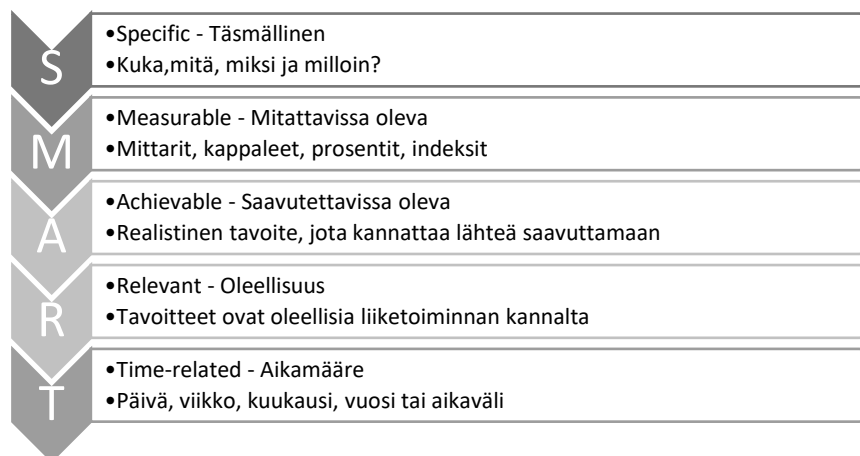 S
•Specific - Täsmällinen
•Kuka,mitä, miksi ja milloin?
M
•Measurable - Mitattavissa oleva
•Mittarit, kappaleet, prosentit, indeksit
A
•Achievable - Saavutettavissa oleva
•Realistinen tavoite, jota kannattaa lähteä saavuttamaan
R
•Relevant - Oleellisuus
•Tavoitteet ovat oleellisia liiketoiminnan kannalta
T
•Time-related - Aikamääre
•Päivä, viikko, kuukausi, vuosi tai aikaväli